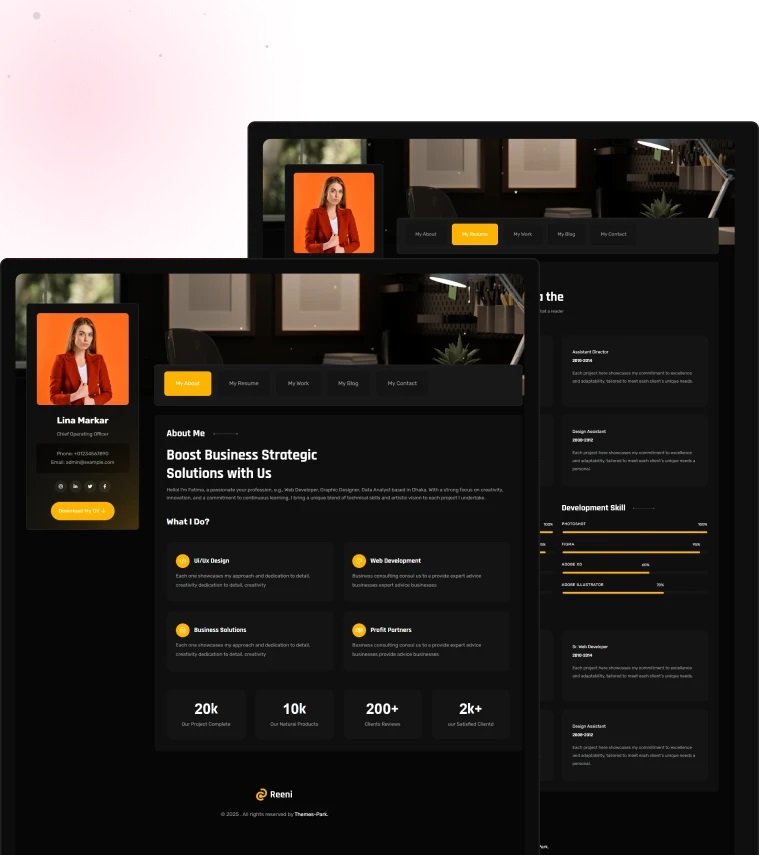 My About
My Resume
My Work
My Blog
My Contact
a the
that a leader
Assistant Director
2010-2014
Each project here showcases my commitment to excellence
and adaptability, tailored to meet each client's unique needs.
Design Assistant
2008-2012
Each project here showcases my commitment to excellence
and adaptability, tailored to meet each client's unique needs.
personal.
Development Skill
100%
PHOTOSHOT
100%
FIGMA
95%
ADOBE XD
60%
ADOBE ILLUSTRATOR
70%
Sr. Web Developer
2010-2014
Each project here showcases my commitment to excellence
and adaptability, tailored to meet each client's unique needs.
Design Assistant
2008-2012
Each project here showcases my commitment to excellence
and adaptability, tailored to meet each client's unique needs.
personal.
Park.
My About
My Resume
My Work
My Blog
My Contact
Lina Markar
Chief Operating Officer
Phone: +01234567890
Email: admin@example.com
Download My CV
About Me
Boost Business Strategic
Solutions with Us
Hello! I'm Fatima, a passionate your profession, e.g., Web Developer, Graphic Designer, Data Analyst based in Dhaka. With a strong focus on creativity,
innovation, and a commitment to continuous learning, I bring a unique blend of technical skills and artistic vision to each project I undertake.
What I Do?
Ui/Ux Design
Each one showcases my approach and dedication to detail,
creativity dedication to detail, creativity
Web Development
Business consulting consul us to a provide expert advice
businesses expert advice businesses
Business Solutions
Each one showcases my approach and dedication to detail,
creativity dedication to detail, creativity
Profit Partners
Business consulting consul us to a provide expert advice
businesses provide advice businesses
20k
Our Project Complete
10k
Our Natural Products
200+
Clients Reviews
2k+
our Satisfied Clientd
Reeni
© 2025 . All rights reserved by Themes-Park.